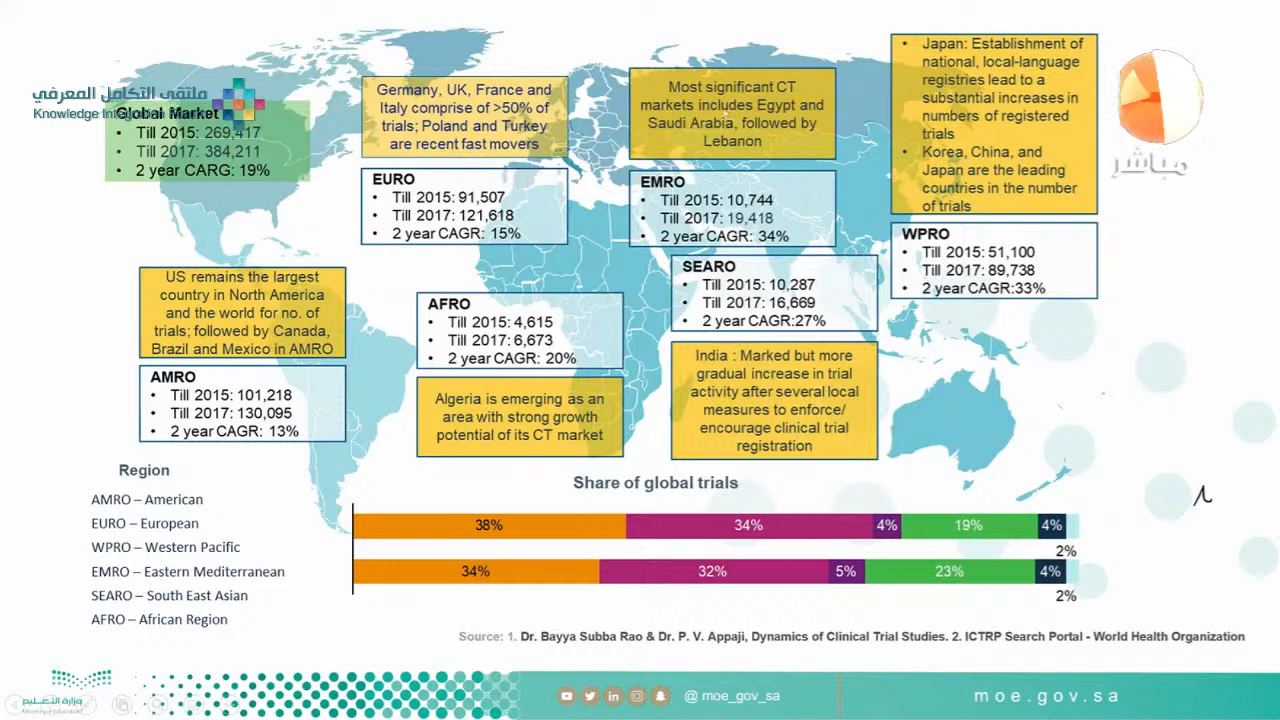 ملتقى التكامل المعرفي
Global Market
• Till 2015: 269,417
• Till 2017: 384,211
• 2 year CARG: 19%
Germany, UK, France and
Italy comprise of >50% of
trials; Poland and Turkey
are recent fast movers
EURO
• Till 2015: 91,507
• Till 2017: 121,618
• 2 year CAGR: 15%
Most significant CT
markets includes Egypt and
Saudi Arabia, followed by
Lebanon
EMRO
• Till 2015: 10,744
• Till 2017: 19,418
• 2 year CAGR: 34%
• Japan: Establishment of
national, local-language
registries lead to a
substantial increases in
numbers of registered
trials
• Korea, China, and
Japan are the leading
countries in the number
of trials
مباشر
WPRO
• Till 2015: 51,100
• Till 2017: 89,738
• 2 year CAGR:33%
SEARO
• Till 2015: 10,287
• Till 2017: 16,669
• 2 year CAGR:27%
India : Marked but more
gradual increase in trial
activity after several local
measures to enforce/
encourage clinical trial
registration
US remains the largest
country in North America
and the world for no. of
trials; followed by Canada,
Brazil and Mexico in AMRO
AMRO
• Till 2015: 101,218
• Till 2017: 130,095
• 2 year CAGR: 13%
AFRO
• Till 2015: 4,615
• Till 2017: 6,673
• 2 year CAGR: 20%
Algeria is emerging as an
area with strong growth
potential of its CT market
Region
AMRO – American
EURO – European
WPRO – Western Pacific
EMRO – Eastern Mediterranean
SEARO – South East Asian
AFRO – African Region
Share of global trials
38% 34% 4% 19% 4%
2%
34% 32% 5% 23% 4%
2%
Source: 1. Dr. Bayya Subba Rao & Dr. P. V. Appaji, Dynamics of Clinical Trial Studies. 2. ICTRP Search Portal - World Health Organization
وزارة التعليم
Ministry of Education
@ moe_gov_sa
moe.gov.sa